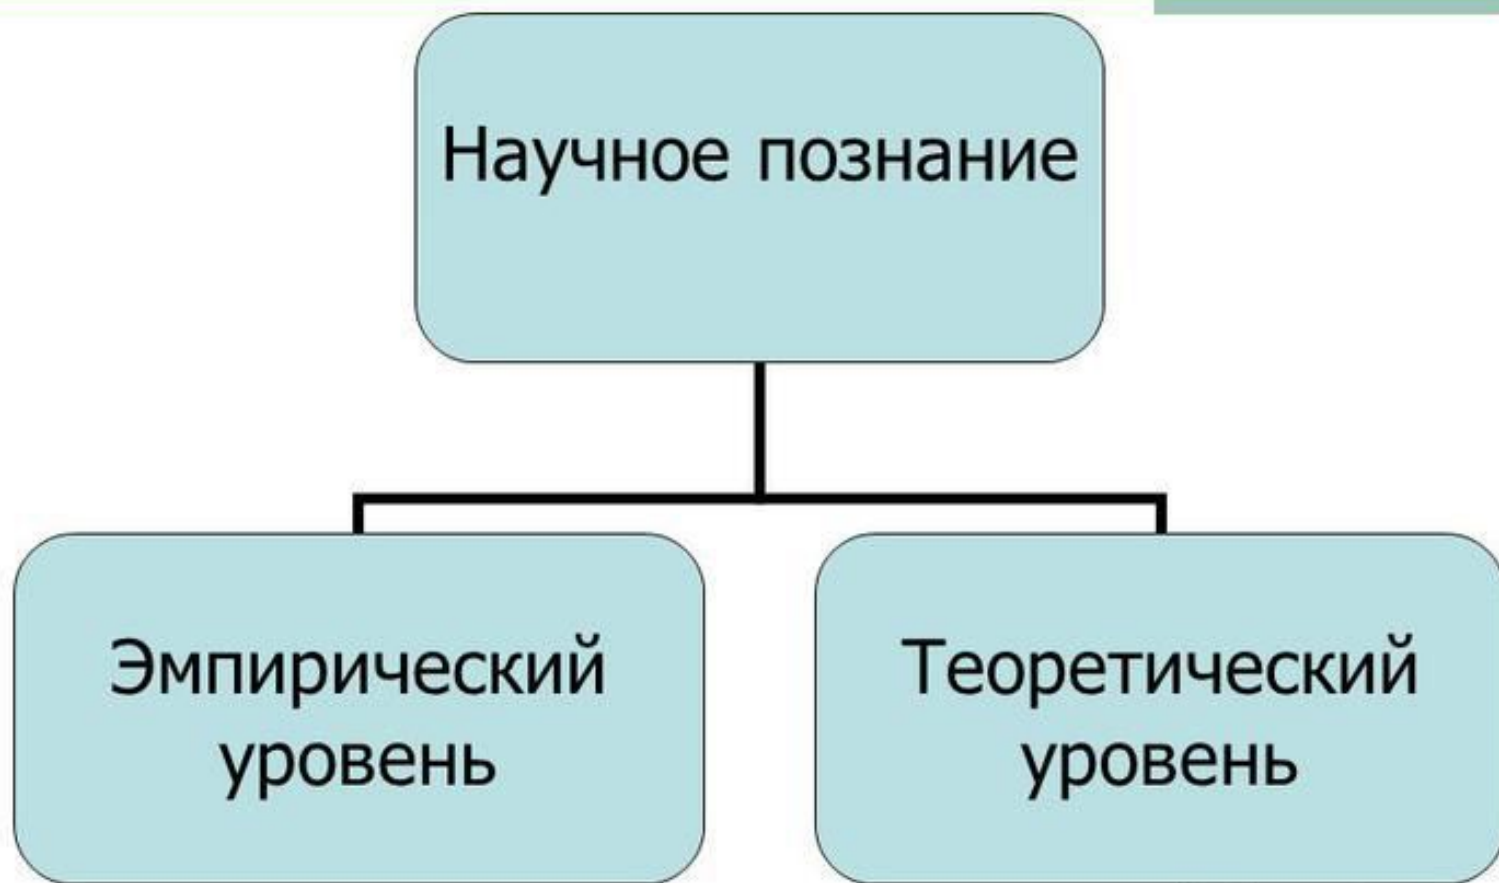 Научное познание
Эмпирический
уровень
Теоретический
уровень